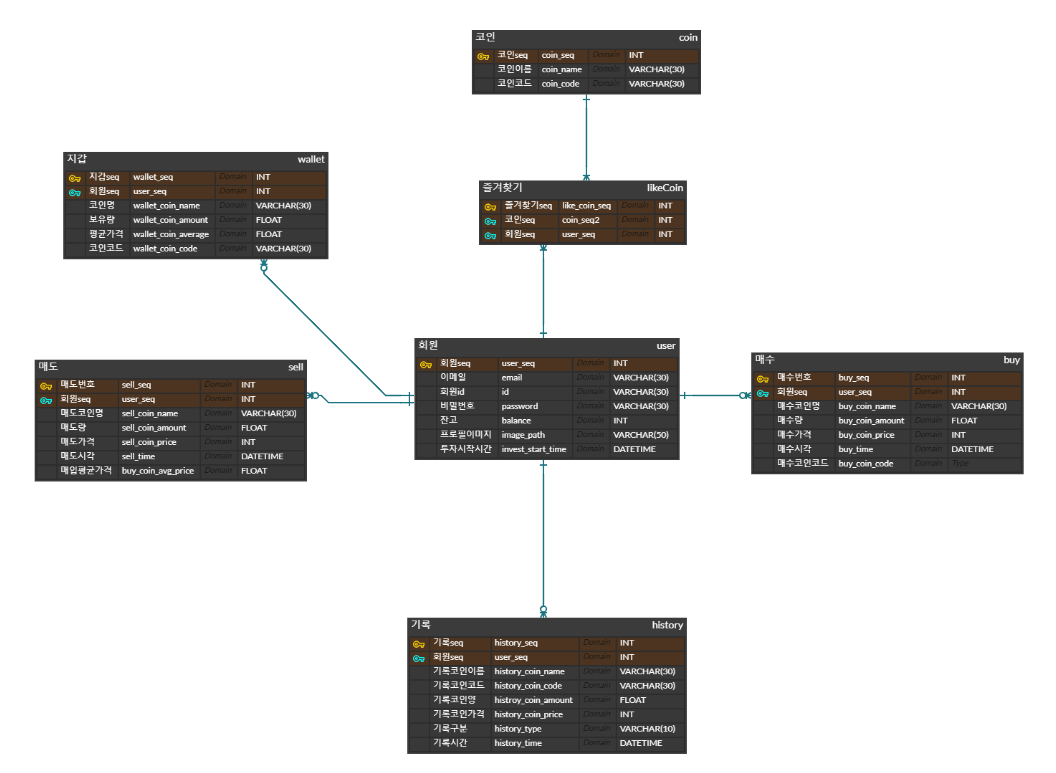 코인 coin
코인seq coin_seq Domain INT
코인이름 coin_name Domain VARCHAR(30)
코인코드 coin_code Domain VARCHAR(30)
지갑 wallet
지갑seq wallet_seq Domain INT
회원seq user_seq Domain INT
코인명 wallet_coin_name Domain VARCHAR(30)
보유량 wallet_coin_amount Domain FLOAT
평균가격 wallet_coin_average Domain FLOAT
코인코드 wallet_coin_code Domain VARCHAR(30)
즐겨찾기 likeCoin
즐겨찾기seq like_coin_seq Domain INT
코인seq coin_seq2 Domain INT
회원seq user_seq Domain INT
회원 user
회원seq user_seq Domain INT
이메일 email Domain VARCHAR(30)
회원id id Domain VARCHAR(30)
비밀번호 password Domain VARCHAR(30)
잔고 balance Domain INT
프로필이미지 image_path Domain VARCHAR(50)
투자시작시간 invest_start_time Domain DATETIME
매도 sell
매도번호 sell_seq Domain INT
회원seq user_seq Domain INT
매도코인명 sell_coin_name Domain VARCHAR(30)
매도량 sell_coin_amount Domain FLOAT
매도가격 sell_coin_price Domain INT
매도시각 sell_time Domain DATETIME
매입평균가격 buy_coin_avg_price Domain FLOAT
매수 buy
매수번호 buy_seq Domain INT
회원seq user_seq Domain INT
매수코인명 buy_coin_name Domain VARCHAR(30)
매수량 buy_coin_amount Domain FLOAT
매수가격 buy_coin_price Domain INT
매수시각 buy_time Domain DATETIME
매수코인코드 buy_coin_code Domain Type
기록 history
기록seq history_seq Domain INT
회원seq user_seq Domain INT
기록코인이름 history_coin_name Domain VARCHAR(30)
기록코인코드 history_coin_code Domain VARCHAR(30)
기록코인양 histroy_coin_amount Domain FLOAT
기록코인가격 history_coin_price Domain INT
기록구분 history_type Domain VARCHAR(10)
기록시간 history_time Domain DATETIME